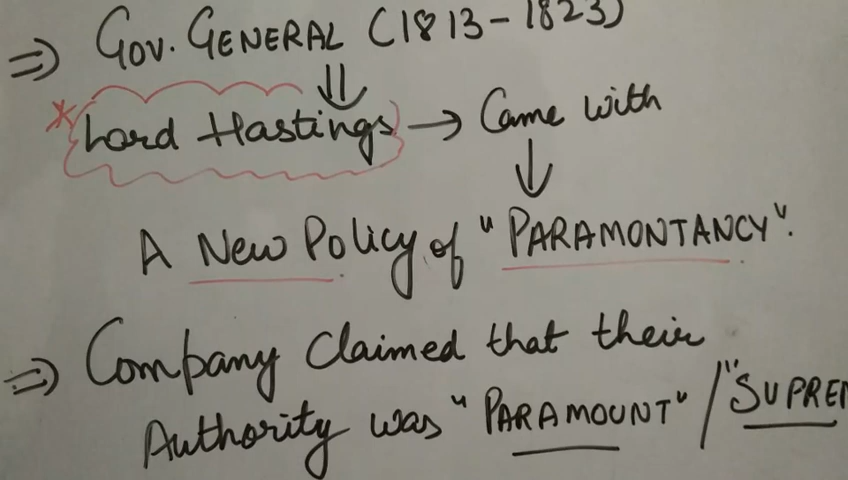 ⇒ GOV. GENERAL (1813-1823)
⇓
* Lord Hastings → Came with
↓
A New Policy of "PARAMONTANCY".
⇒ Company claimed that their
Authority was "PARAMOUNT" / "SUPREM